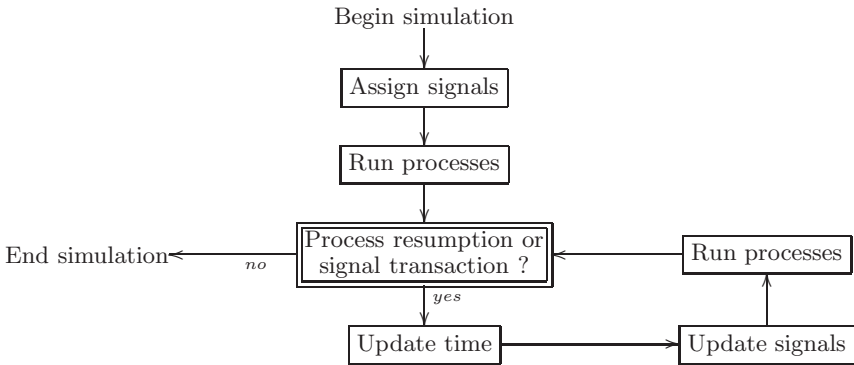 Begin simulation
Assign signals
Run processes
Process resumption or
signal transaction ?
End simulation
no
Run processes
yes
Update time
Update signals